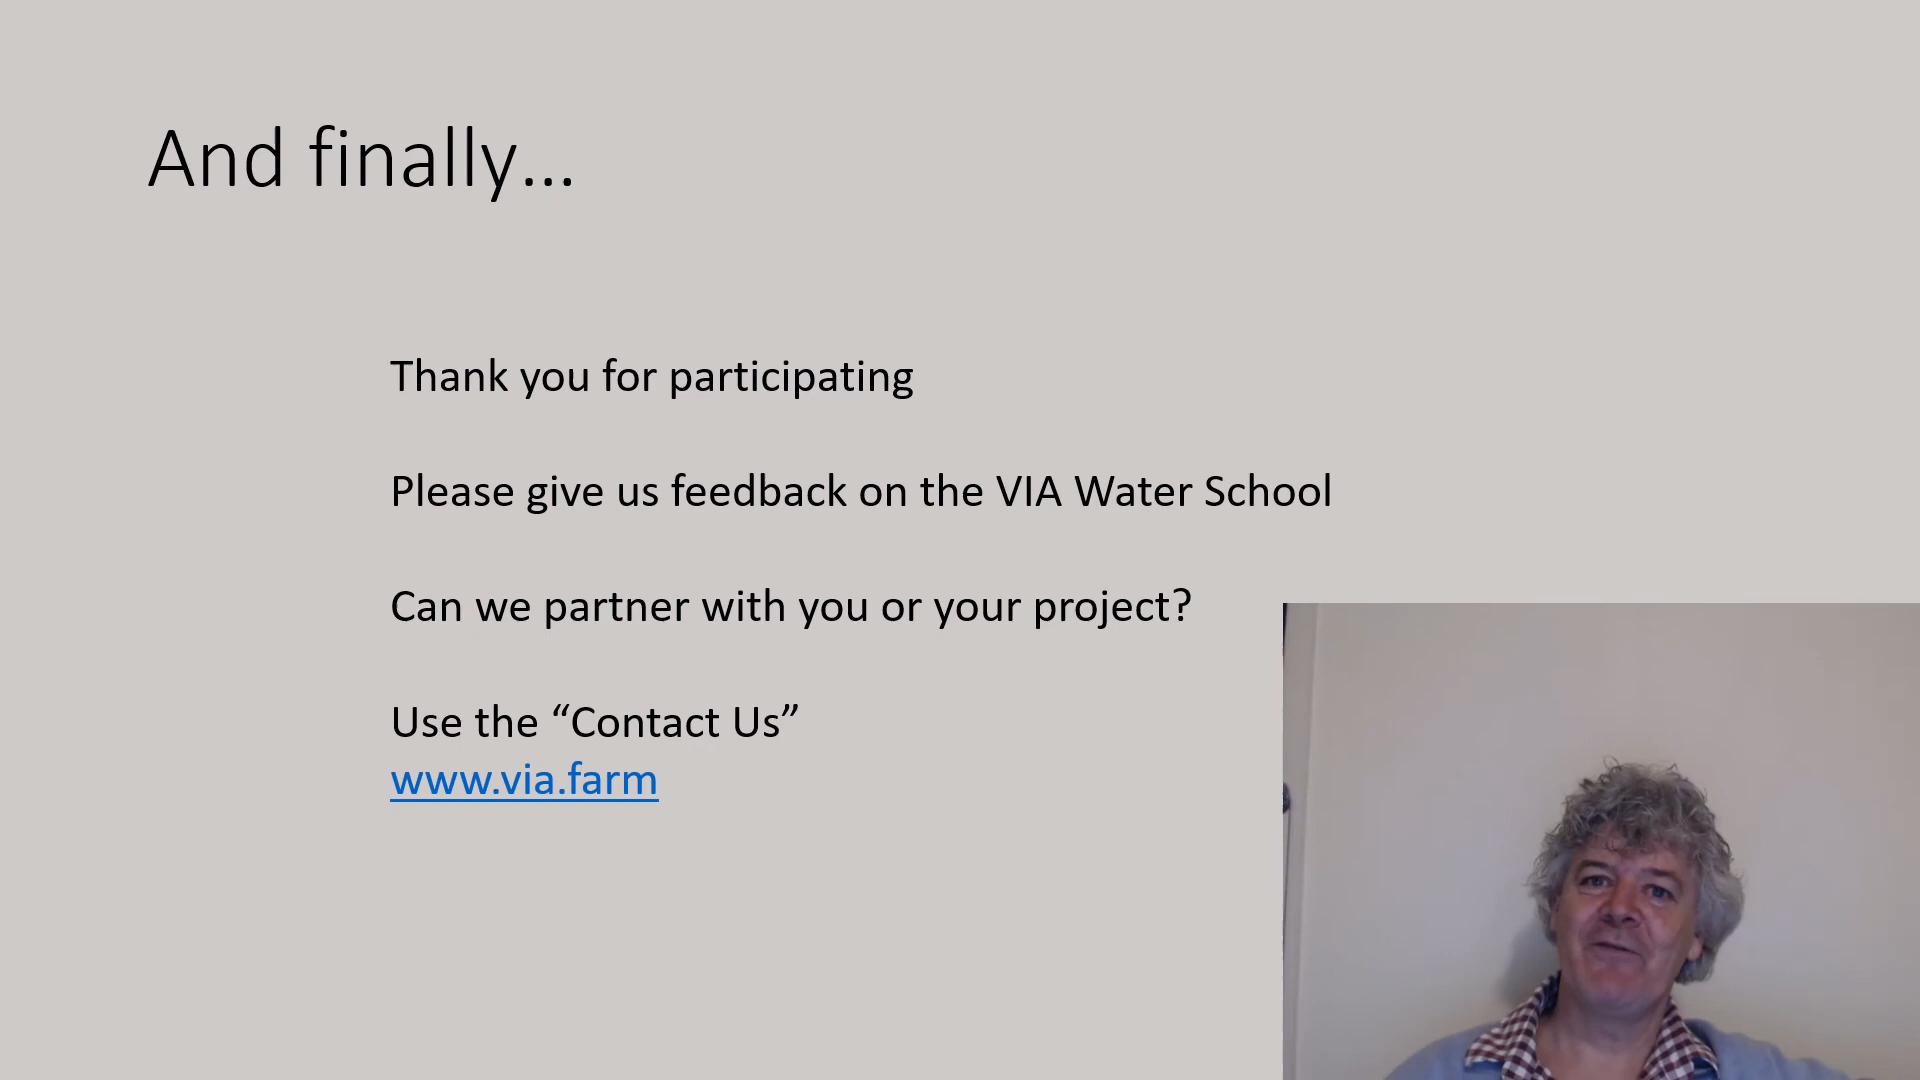 And finally...
Thank you for participating
Please give us feedback on the VIA Water School
Can we partner with you or your project?
Use the “Contact Us”
www.via.farm